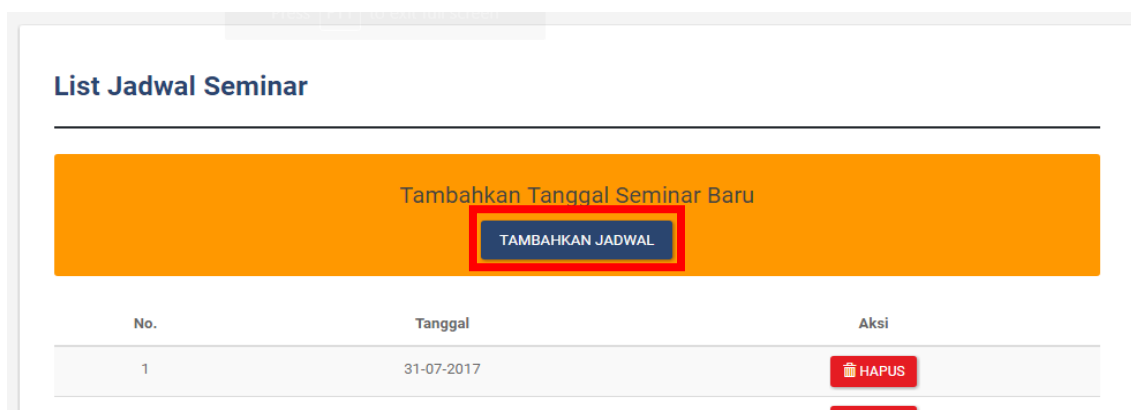 List Jadwal Seminar
Tambahkan Tanggal Seminar Baru
TAMBAHKAN JADWAL
No. Tanggal Aksi
1 31-07-2017 HAPUS